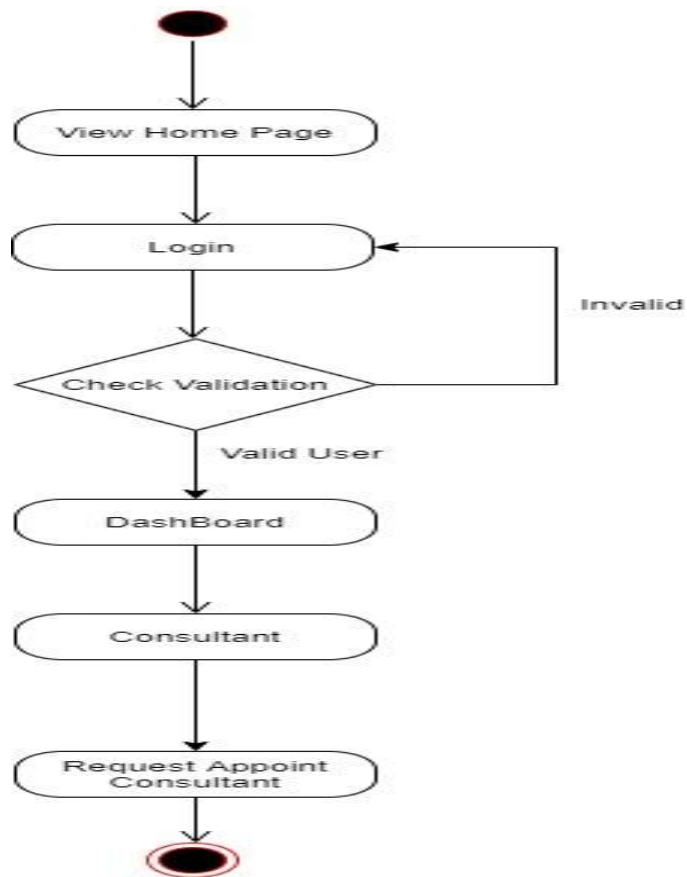 View Home Page
Login
Invalid
Check Validation
Valid User
DashBoard
Consultant
Request Appoint
Consultant